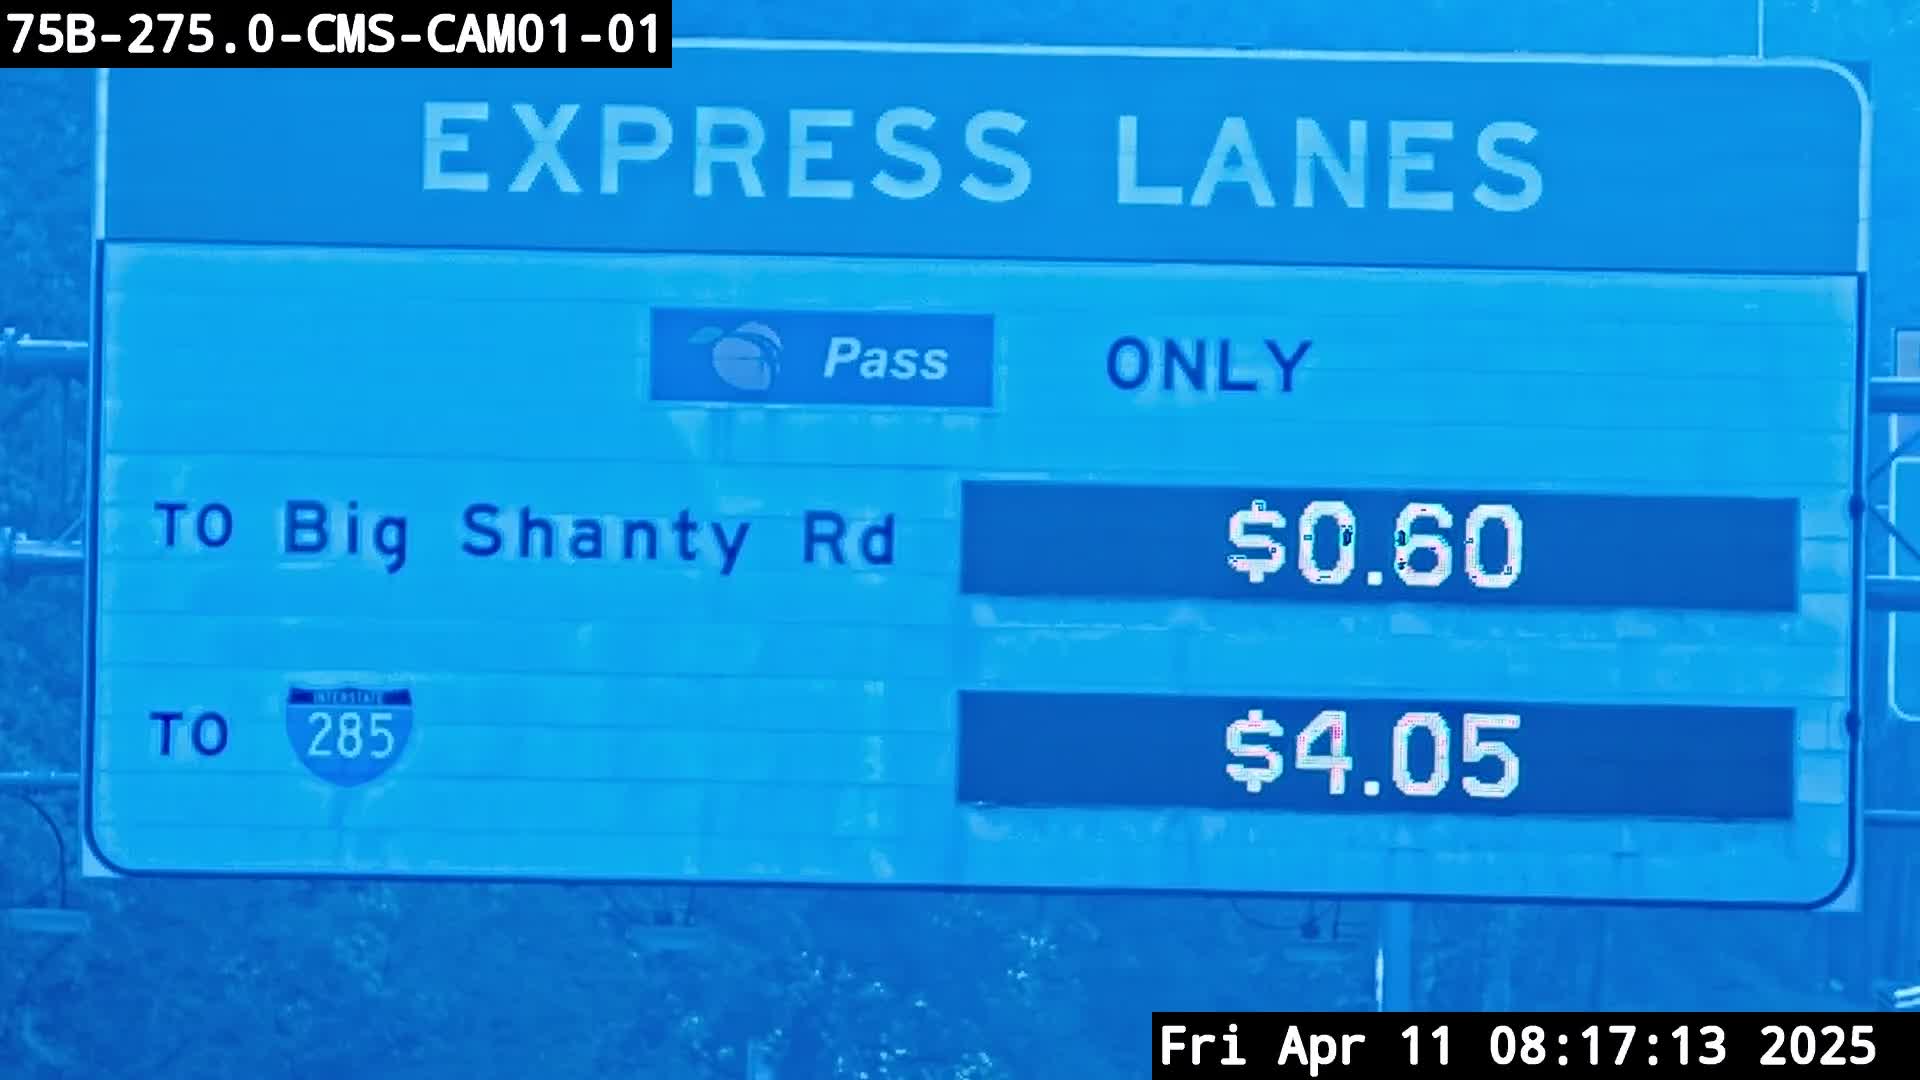 75B-275.0-CMS-CAM01-01
EXPRESS LANES
Pass ONLY
TO Big Shanty Rd $0.60
INTERSTATE
TO 285 $4.05
Fri Apr 11 08:17:13 2025